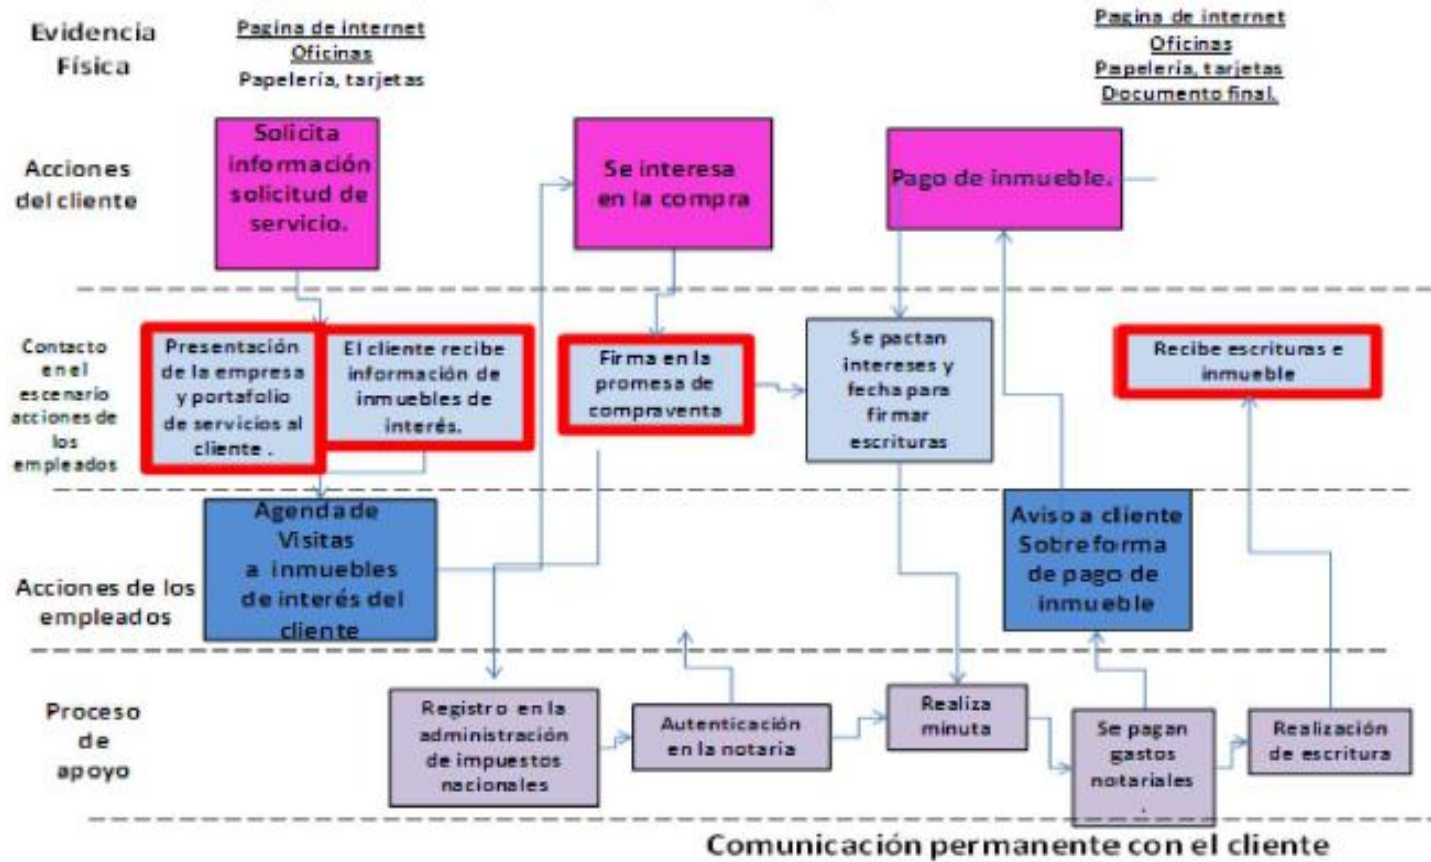 Evidencia
Física
Pagina de internet
Oficinas
Papelería, tarjetas
Pagina de internet
Oficinas
Papelería, tarjetas
Documento final.
Acciones
del cliente
Solicita
información
solicitud de
servicio.
Se interesa
en la compra
Pago de inmueble.
Contacto
en el
escenario
acciones de
los
empleados
Presentación
de la empresa
y portafolio
de servicios al
cliente .
El cliente recibe
información de
inmuebles de
interés.
Firma en la
promesa de
compraventa
Se pactan
intereses y
fecha para
firmar
escrituras
Recibe escrituras e
inmueble
Acciones de los
empleados
Agenda de
Visitas
a inmuebles
de interés del
cliente
Aviso a cliente
Sobre forma
de pago de
inmueble
Proceso
de
apoyo
Registro en la
administración
de impuestos
nacionales
Autenticación
en la notaria
Realiza
minuta
Se pagan
gastos
notariales
.
Realización
de escritura
Comunicación permanente con el cliente